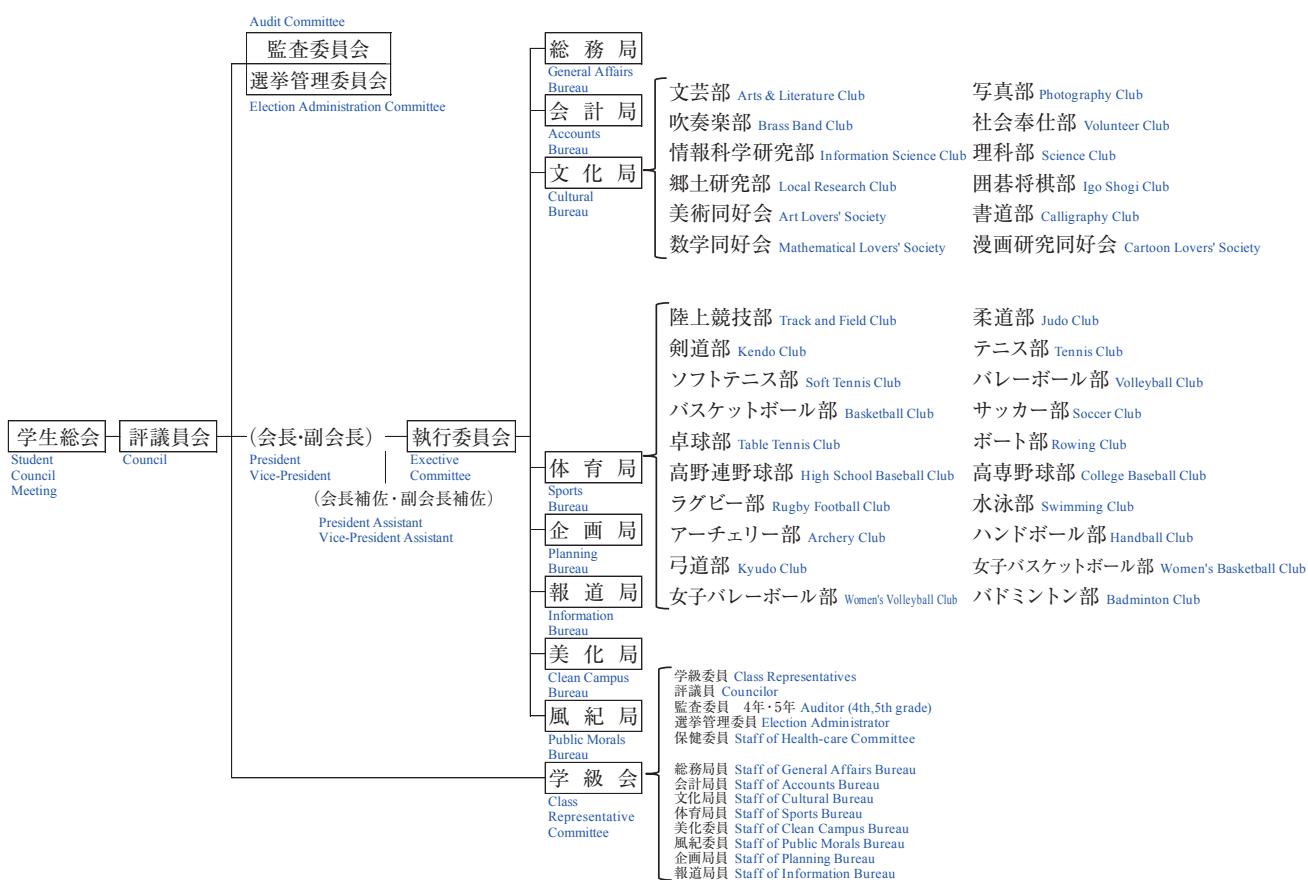 Audit Committee
監査委員会
選挙管理委員会
Election Administration Committee
学生総会
Student
Council
Meeting
評議員会
Council
(会長・副会長)
President
Vice-President
(会長補佐・副会長補佐)
President Assistant
Vice-President Assistant
執行委員会
Exective
Committee
総務局
General Affairs
Bureau
会計局
Accounts
Bureau
文化局
Cultural
Bureau
文芸部 Arts & Literature Club 写真部 Photography Club
吹奏楽部 Brass Band Club 社会奉仕部 Volunteer Club
情報科学研究部 Information Science Club 理科部 Science Club
郷土研究部 Local Research Club 囲碁将棋部 Igo Shogi Club
美術同好会 Art Lovers' Society 書道部 Calligraphy Club
数学同好会 Mathematical Lovers' Society 漫画研究同好会 Cartoon Lovers' Society
体育局
Sports
Bureau
陸上競技部 Track and Field Club 柔道部 Judo Club
剣道部 Kendo Club テニス部 Tennis Club
ソフトテニス部 Soft Tennis Club バレーボール部 Volleyball Club
バスケットボール部 Basketball Club サッカー部 Soccer Club
卓球部 Table Tennis Club ボート部 Rowing Club
高野連野球部 High School Baseball Club 高専野球部 College Baseball Club
ラグビー部 Rugby Football Club 水泳部 Swimming Club
アーチェリー部 Archery Club ハンドボール部 Handball Club
弓道部 Kyudo Club 女子バスケットボール部 Women's Basketball Club
女子バレーボール部 Women's Volleyball Club バドミントン部 Badminton Club
企画局
Planning
Bureau
報道局
Information
Bureau
美化局
Clean Campus
Bureau
風紀局
Public Morals
Bureau
学級会
Class
Representative
Committee
学級委員 Class Representatives
評議員 Councilor
監査委員 4年・5年 Auditor (4th,5th grade)
選挙管理委員 Election Administrator
保健委員 Staff of Health-care Committee
総務局員 Staff of General Affairs Bureau
会計局員 Staff of Accounts Bureau
文化局員 Staff of Cultural Bureau
体育局員 Staff of Sports Bureau
美化委員 Staff of Clean Campus Bureau
風紀委員 Staff of Public Morals Bureau
企画局員 Staff of Planning Bureau
報道局員 Staff of Information Bureau